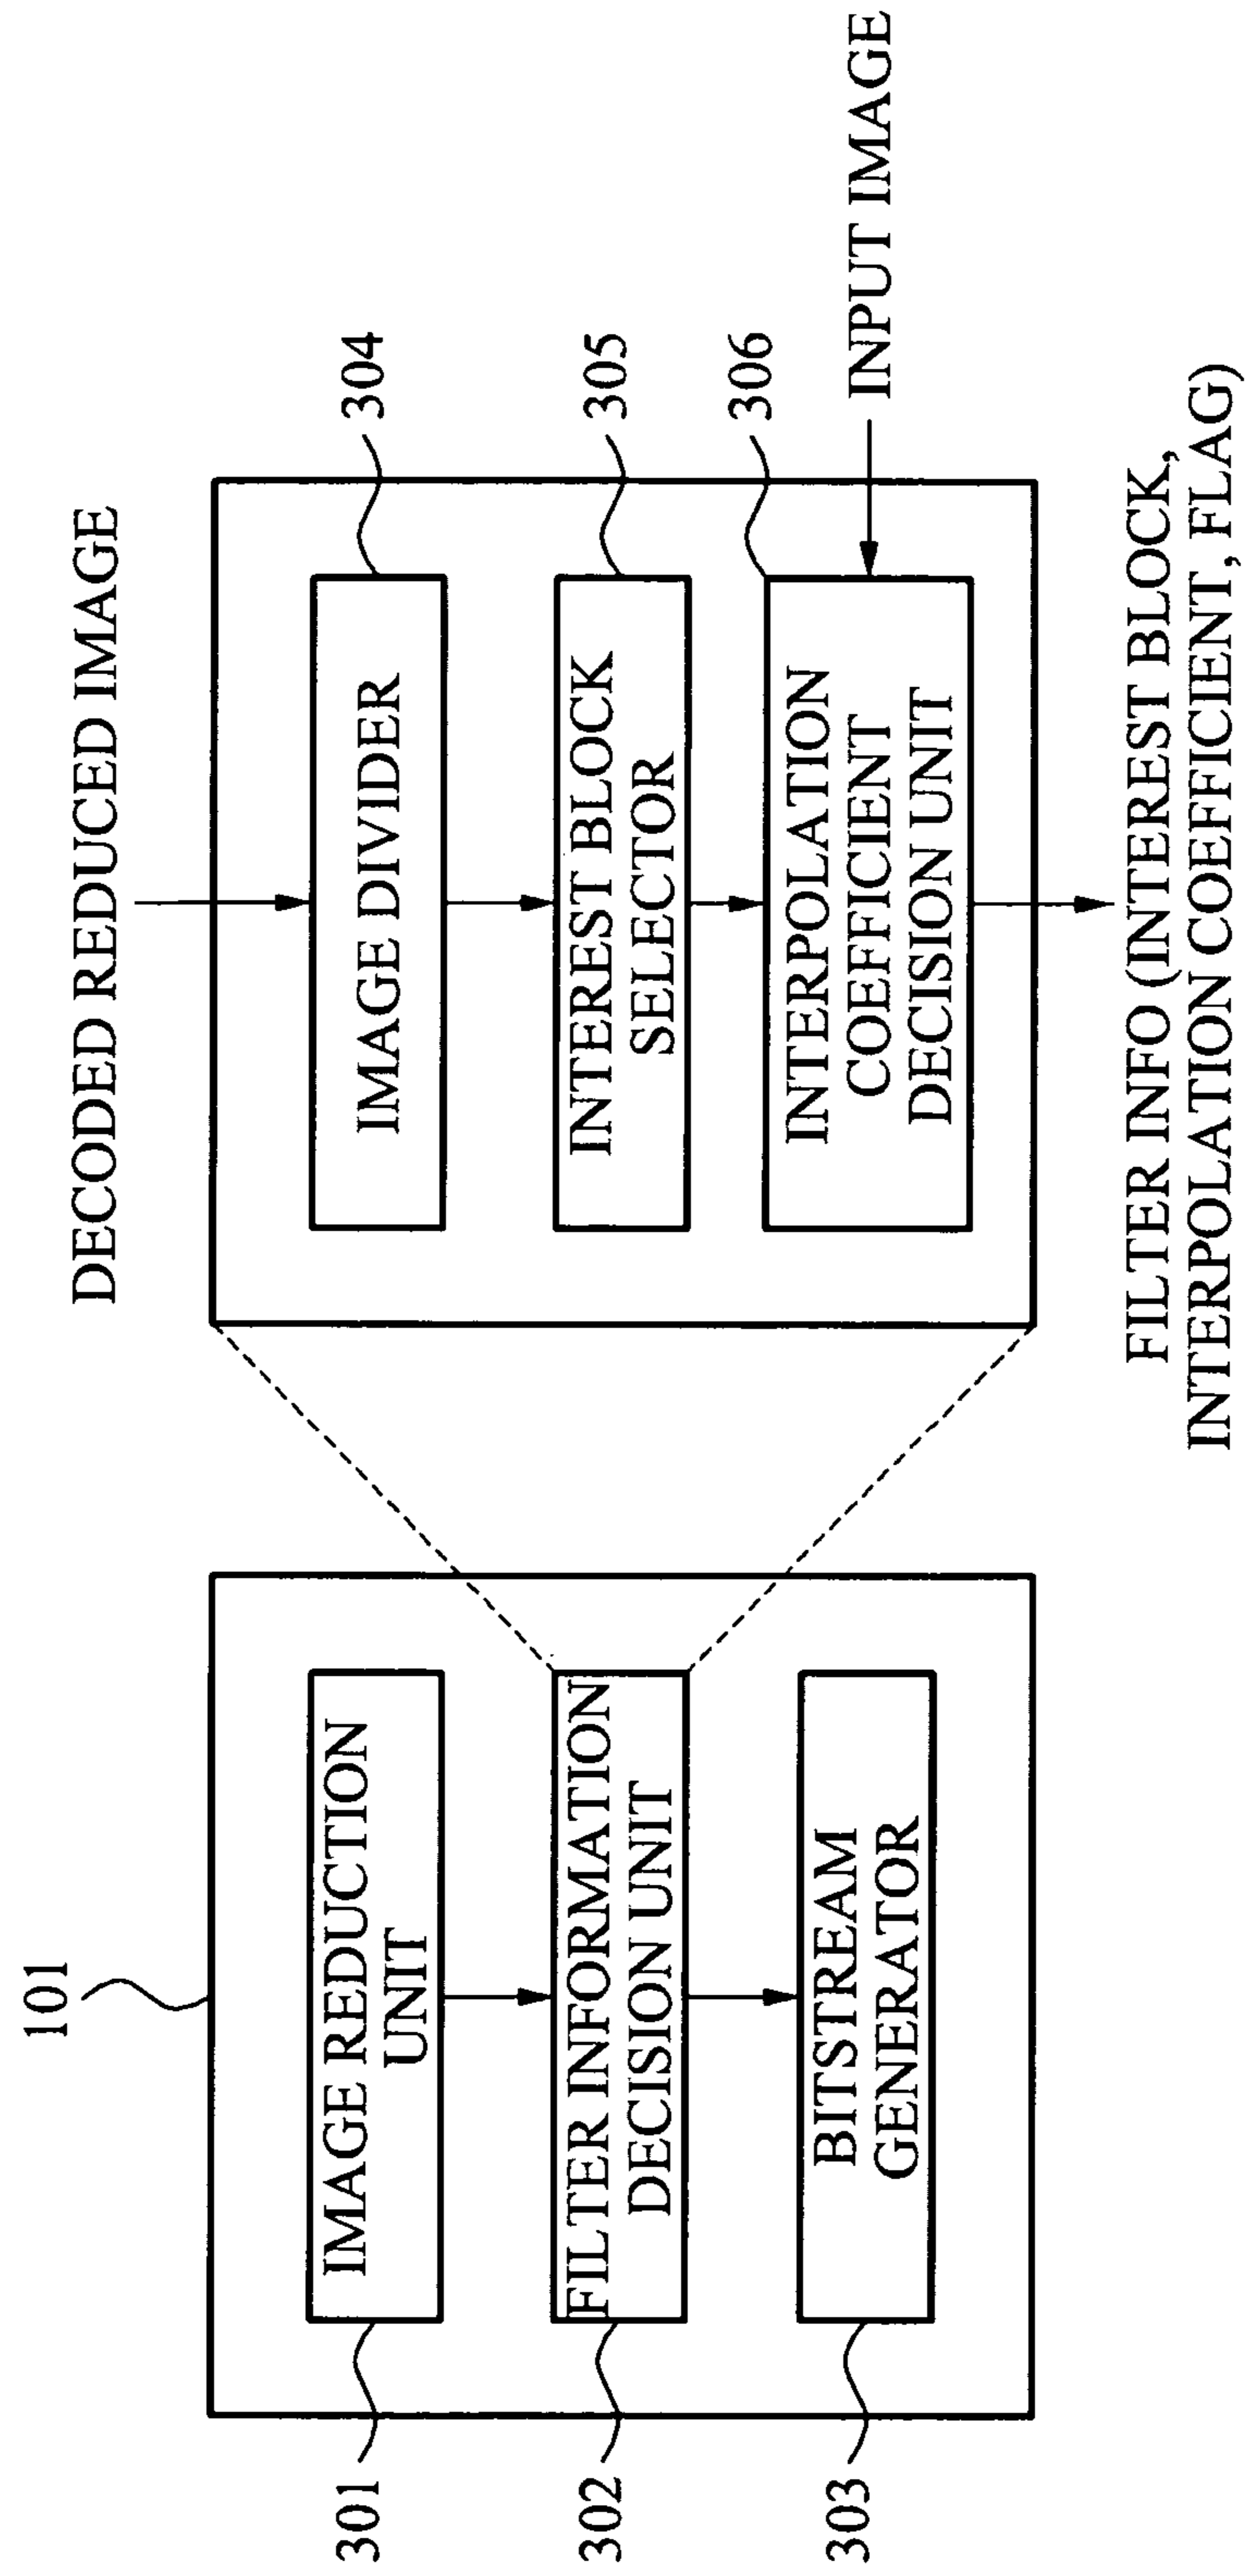 101
301
IMAGE REDUCTION
UNIT
302
FILTER INFORMATION
DECISION UNIT
303
BITSTREAM
GENERATOR
DECODED REDUCED IMAGE
IMAGE DIVIDER
304
INTEREST BLOCK
SELECTOR
305
INTERPOLATION
COEFFICIENT
DECISION UNIT
306
INPUT IMAGE
FILTER INFO (INTEREST BLOCK,
INTERPOLATION COEFFICIENT, FLAG)